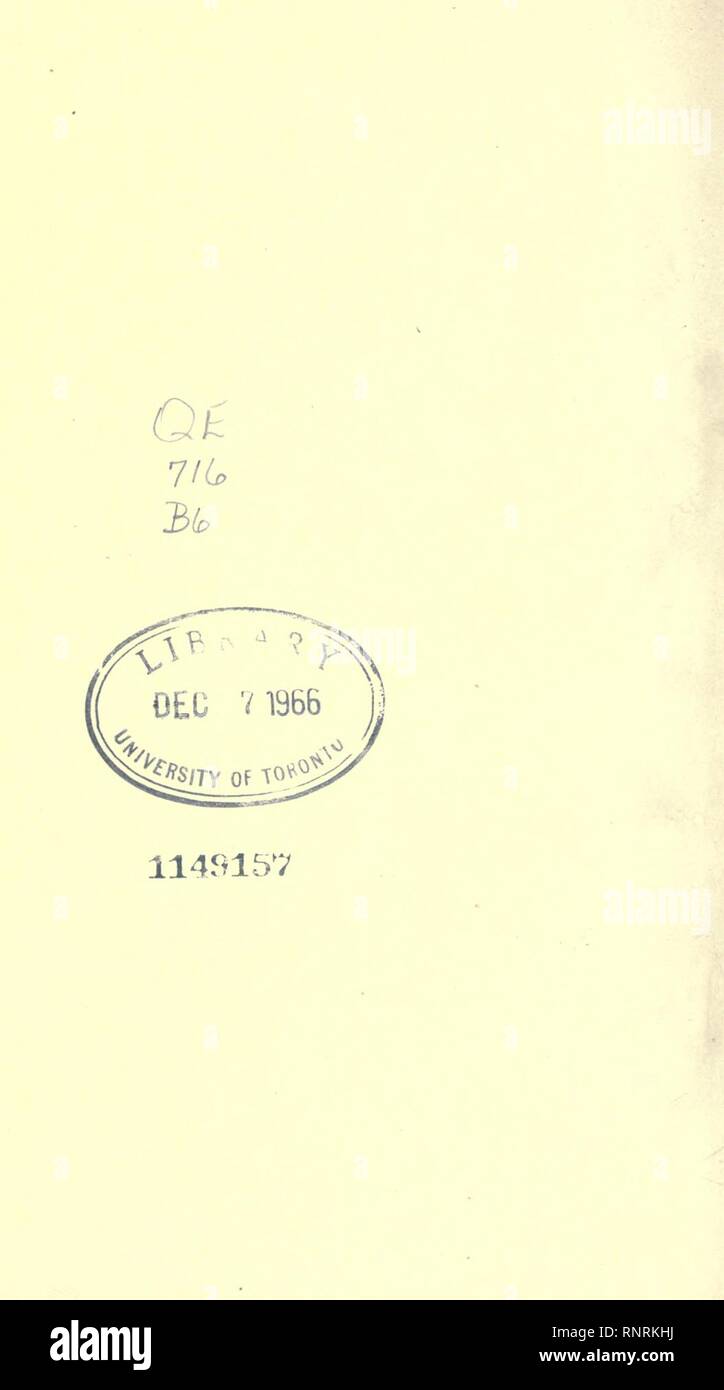 QE
716
B6
LIBRARY
DEC 7 1966
UNIVERSITY OF TORONTO
1149157
alamy
alamy
alamy
alamy
Image ID: RNRKHJ
www.alamy.com